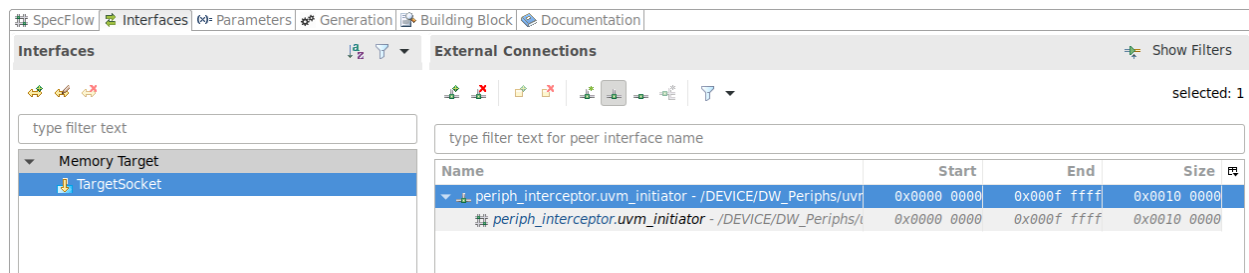 SpecFlow Interfaces (x)= Parameters Generation Building Block Documentation
Interfaces
External Connections Show Filters
selected: 1
type filter text
type filter text for peer interface name
Memory Target
TargetSocket
Name Start End Size
periph_interceptor.uvm_initiator - /DEVICE/DW_Periphs/uvr 0x0000 0000 0x000f ffff 0x0010 0000
periph_interceptor.uvm_initiator - /DEVICE/DW_Periphs/u 0x0000 0000 0x000f ffff 0x0010 0000